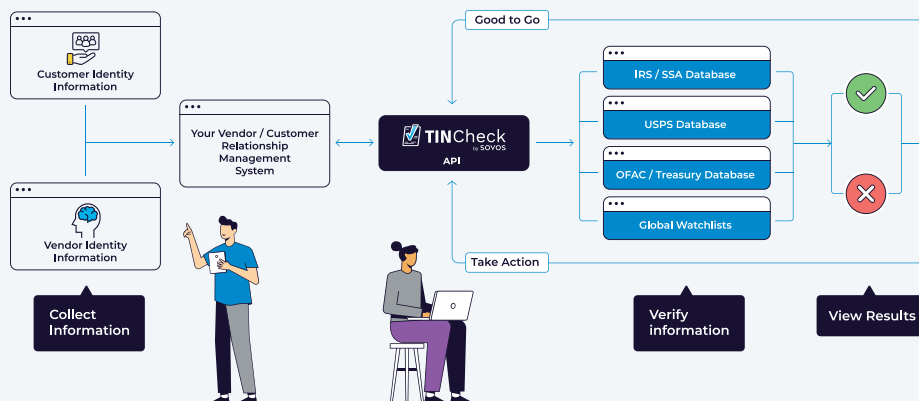 Good to Go
Customer Identity
Information
IRS / SSA Database
Your Vendor / Customer
Relationship
Management
System
TINCheck
by sovos
API
USPS Database
OFAC / Treasury Database
Vendor Identity
Information
Global Watchlists
Take Action
Collect
Information
Verify
information
View Results